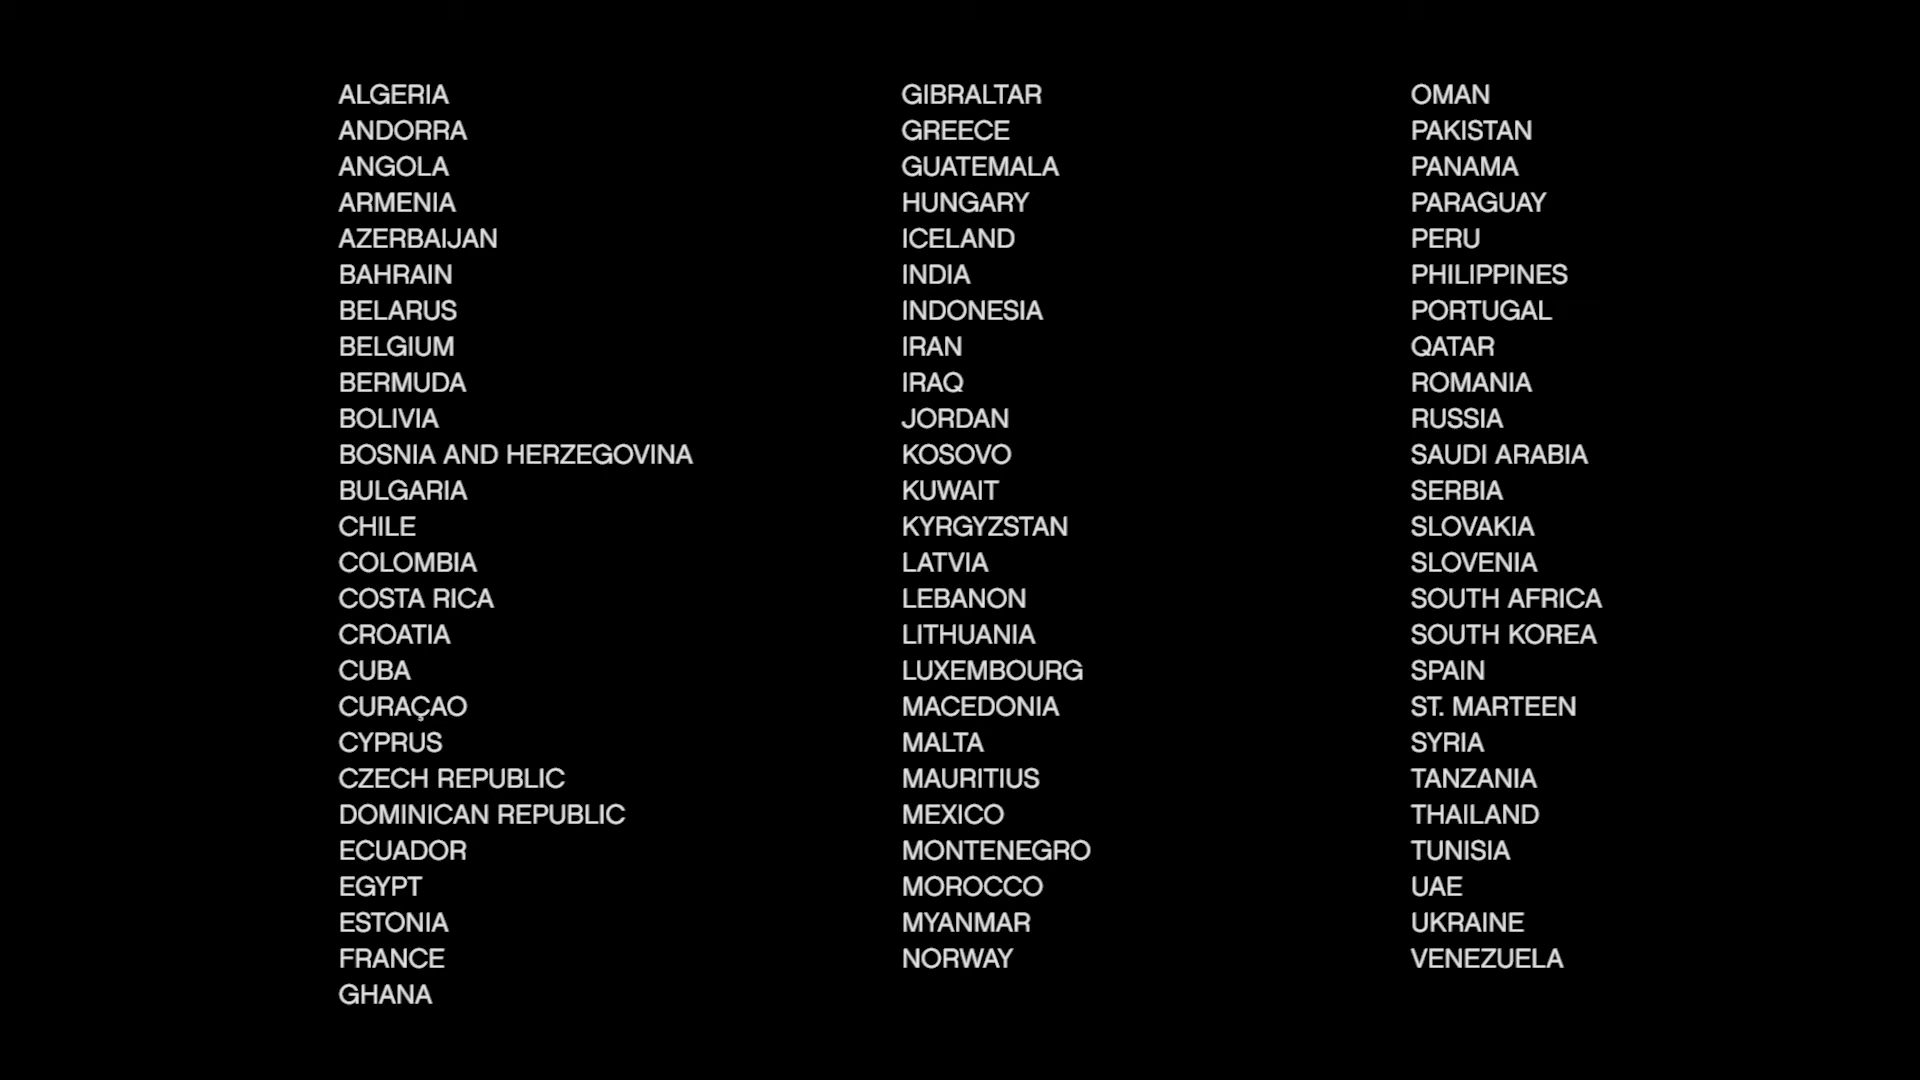 ALGERIA
ANDORRA
ANGOLA
ARMENIA
AZERBAIJAN
BAHRAIN
BELARUS
BELGIUM
BERMUDA
BOLIVIA
BOSNIA AND HERZEGOVINA
BULGARIA
CHILE
COLOMBIA
COSTA RICA
CROATIA
CUBA
CURAÇAO
CYPRUS
CZECH REPUBLIC
DOMINICAN REPUBLIC
ECUADOR
EGYPT
ESTONIA
FRANCE
GHANA
GIBRALTAR
GREECE
GUATEMALA
HUNGARY
ICELAND
INDIA
INDONESIA
IRAN
IRAQ
JORDAN
KOSOVO
KUWAIT
KYRGYZSTAN
LATVIA
LEBANON
LITHUANIA
LUXEMBOURG
MACEDONIA
MALTA
MAURITIUS
MEXICO
MONTENEGRO
MOROCCO
MYANMAR
NORWAY
OMAN
PAKISTAN
PANAMA
PARAGUAY
PERU
PHILIPPINES
PORTUGAL
QATAR
ROMANIA
RUSSIA
SAUDI ARABIA
SERBIA
SLOVAKIA
SLOVENIA
SOUTH AFRICA
SOUTH KOREA
SPAIN
ST. MARTEEN
SYRIA
TANZANIA
THAILAND
TUNISIA
UAE
UKRAINE
VENEZUELA